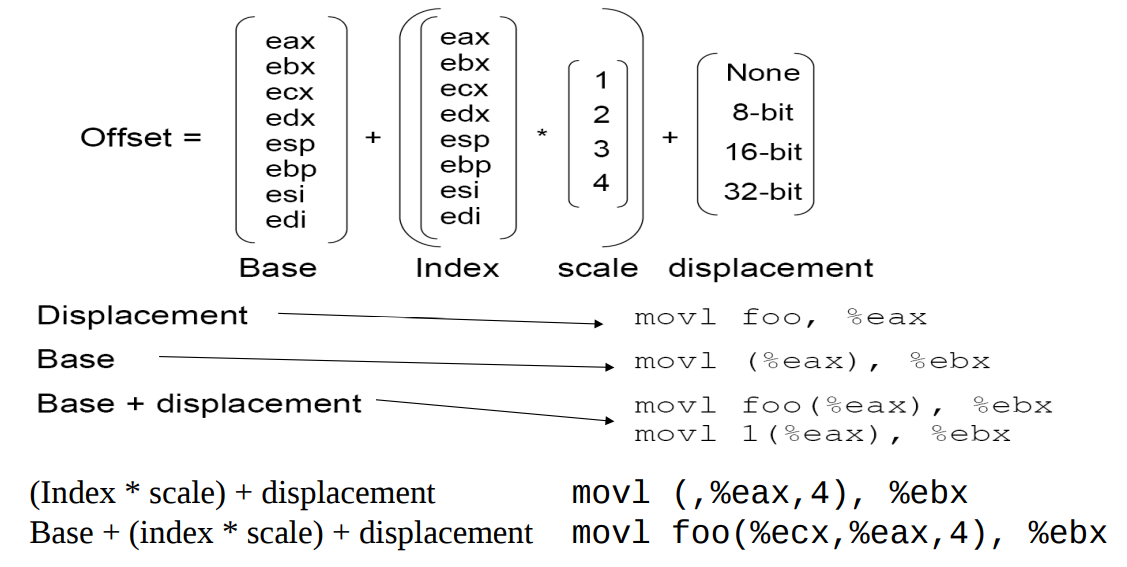 Offset =
eax
ebx
ecx
edx
esp
ebp
esi
edi
+
eax
ebx
ecx
edx
esp
ebp
esi
edi
*
1
2
3
4
+
None
8-bit
16-bit
32-bit
Base Index scale displacement
Displacement movl foo, %eax
Base movl (%eax), %ebx
Base + displacement movl foo(%eax), %ebx
movl 1(%eax), %ebx
(Index * scale) + displacement movl (,%eax,4), %ebx
Base + (index * scale) + displacement movl foo(%ecx,%eax,4), %ebx